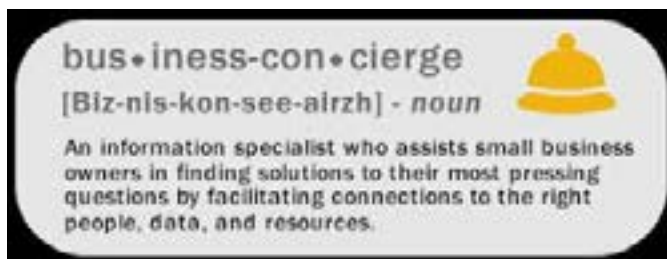 bus•iness-con•cierge
[Biz-nis-kon-see-airzh] - noun
An information specialist who assists small business
owners in finding solutions to their most pressing
questions by facilitating connections to the right
people, data, and resources.